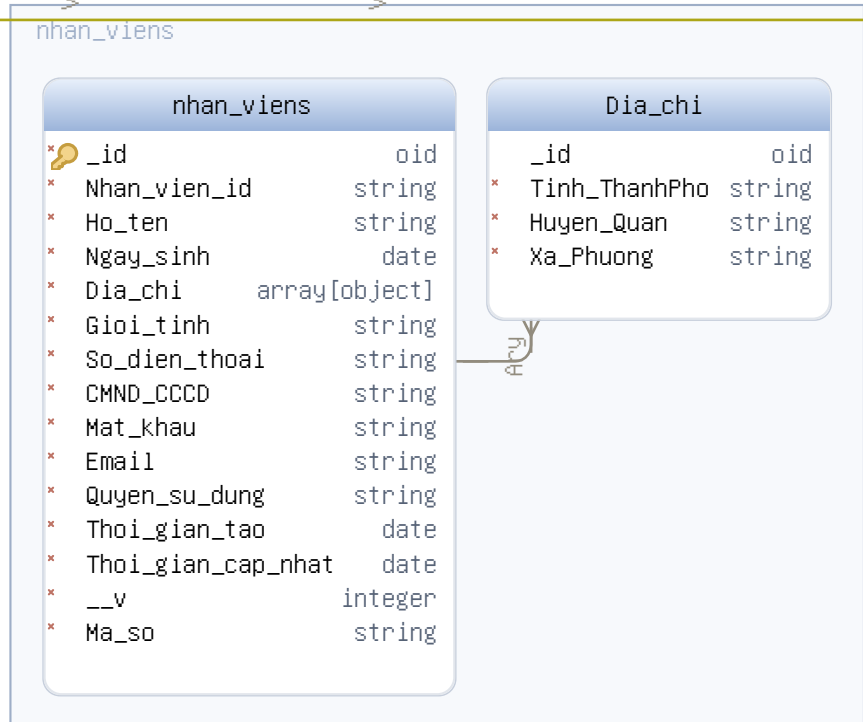 nhan_viens
nhan_viens
_id oid
Nhan_vien_id string
Ho_ten string
Ngay_sinh date
Dia_chi array[object]
Gioi_tinh string
So_dien_thoai string
CMND_CCCD string
Mat_khau string
Email string
Quyen_su_dung string
Thoi_gian_tao date
Thoi_gian_cap_nhat date
__v integer
Ma_so string
Dia_chi
_id oid
Tinh_ThanhPho string
Huyen_Quan string
Xa_Phuong string
Ary